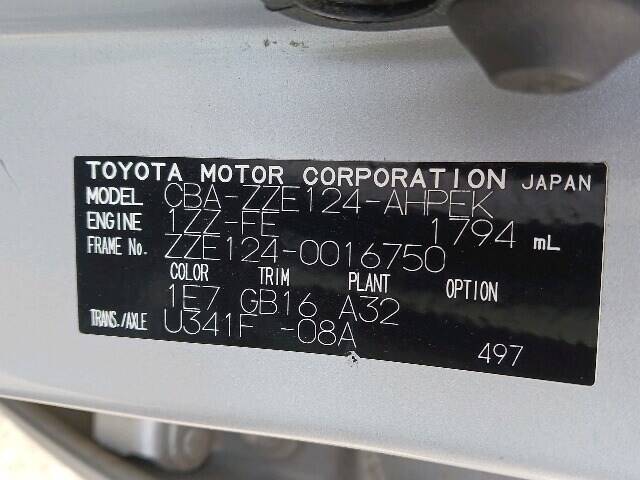 TOYOTA MOTOR CORPORATION JAPAN
MODEL CBA-ZZE124-AHPEK
ENGINE 1ZZ-FE 1794 mL
FRAME No. ZZE124-0016750
COLOR TRIM PLANT OPTION
1E7 GB16 A32
TRANS./AXLE U341F -08A
497